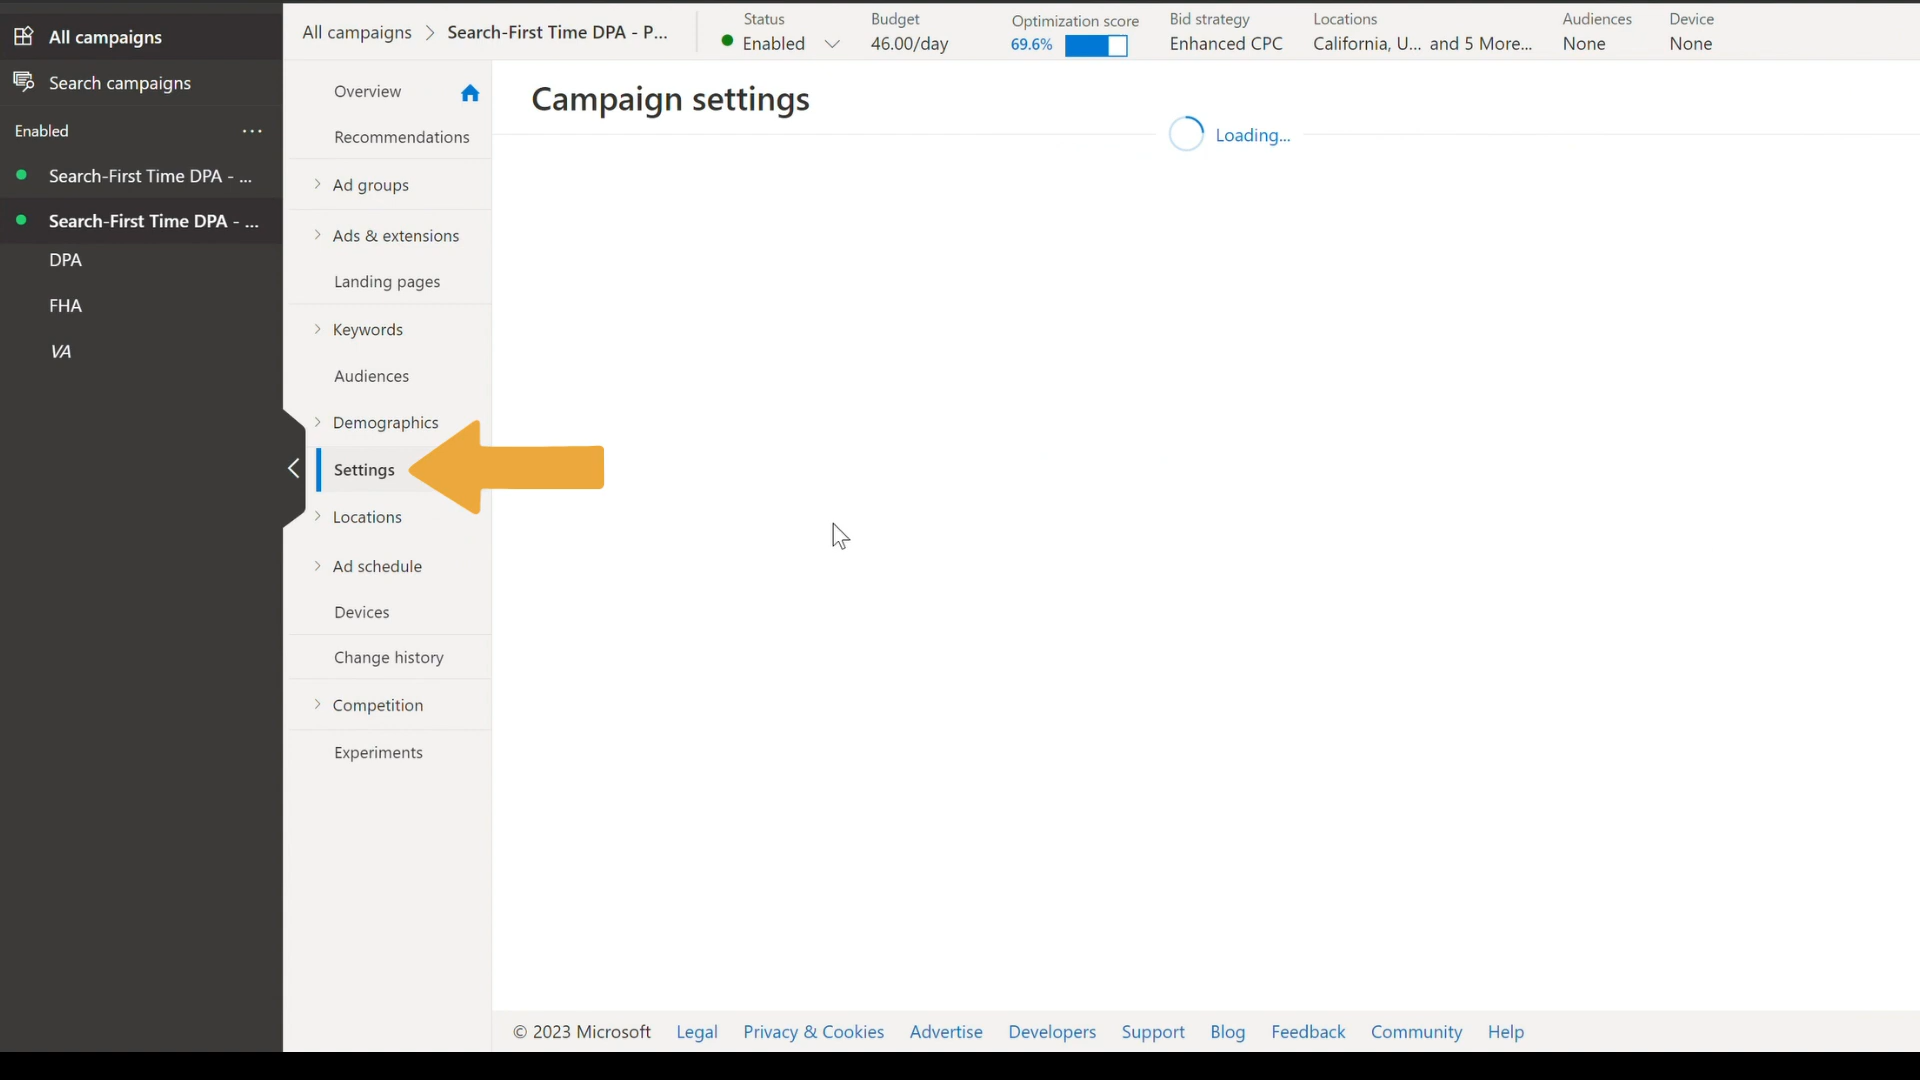 All campaigns
Search campaigns
Enabled
Search-First Time DPA - ...
Search-First Time DPA - ...
DPA
FHA
VA
All campaigns
Search-First Time DPA - P...
Status
Enabled
Budget
46.00/day
Optimization score
69.6%
Bid strategy
Enhanced CPC
Locations
California, U... and 5 More...
Audiences
None
Device
None
Overview
Recommendations
Ad groups
Ads & extensions
Landing pages
Keywords
Audiences
Demographics
Settings
Locations
Ad schedule
Devices
Change history
Competition
Experiments
Campaign settings
Loading...
© 2023 Microsoft Legal Privacy & Cookies Advertise Developers Support Blog Feedback Community Help